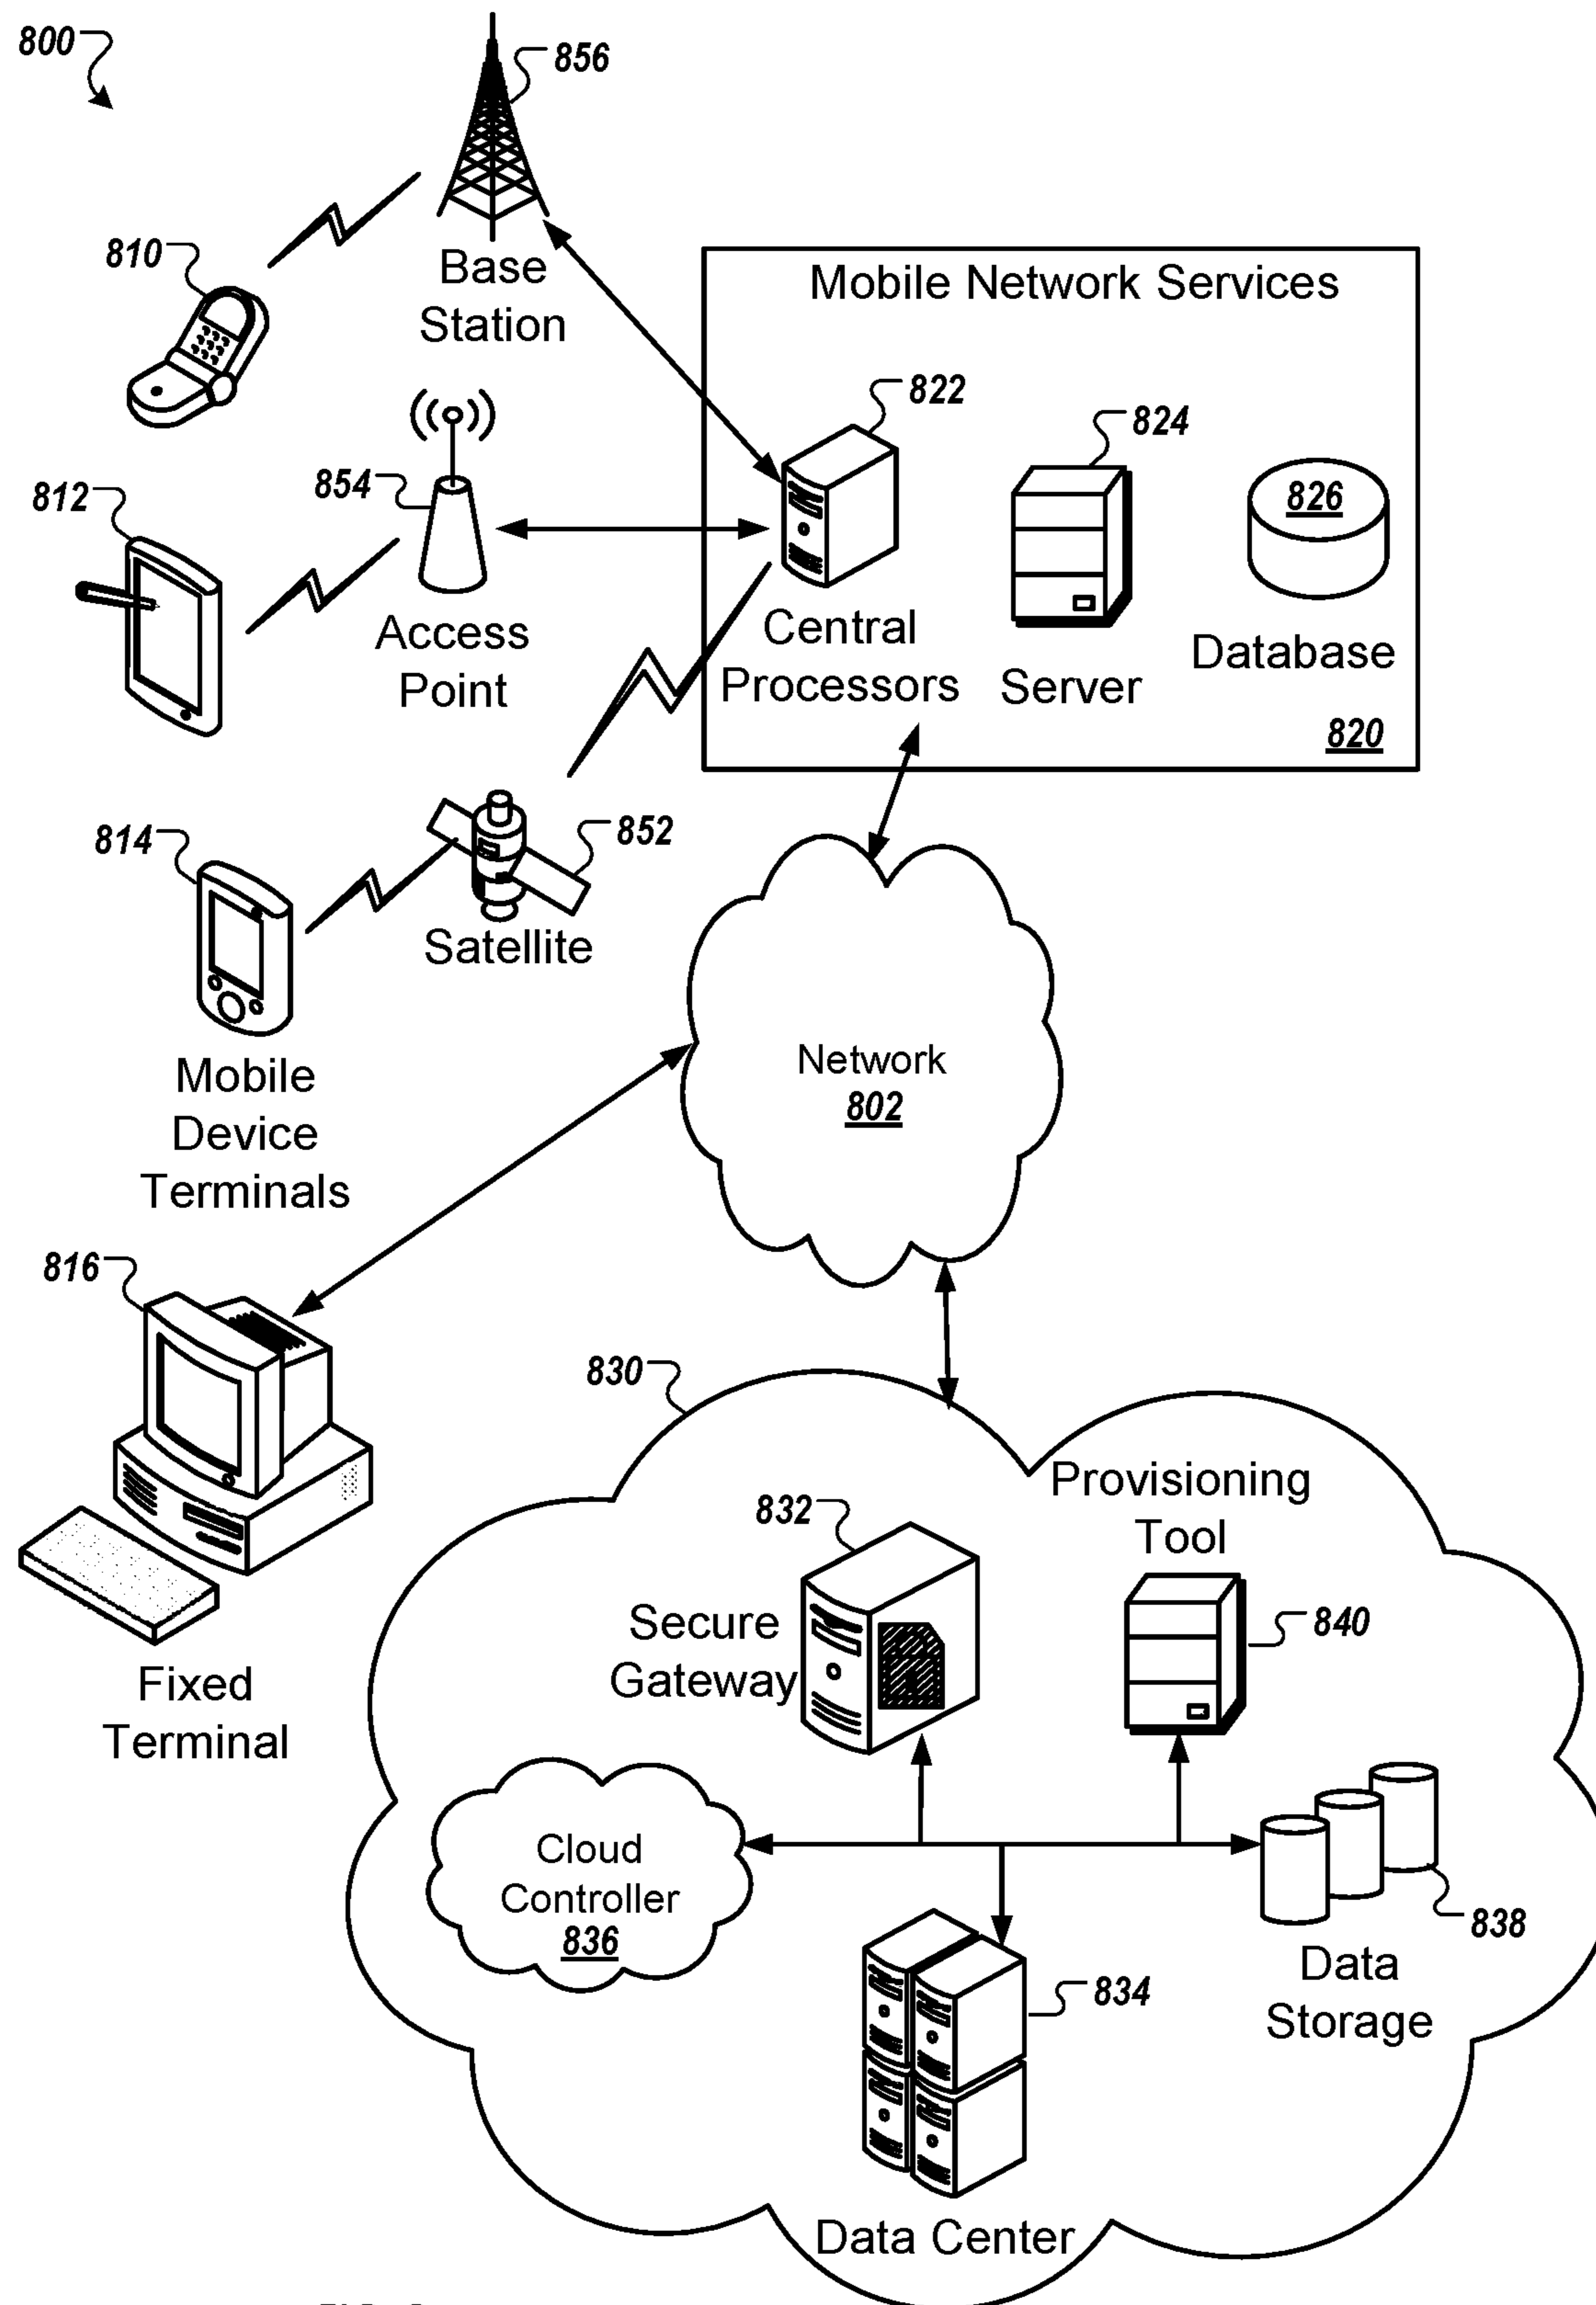 800
856
Base
Station
810
Mobile Network Services
822
824
826
Central
Processors
Server
Database
820
854
Access
Point
812
852
Satellite
814
Mobile
Device
Terminals
Network
802
816
Fixed
Terminal
830
832
Secure
Gateway
Provisioning
Tool
840
Cloud
Controller
836
838
Data
Storage
834
Data Center